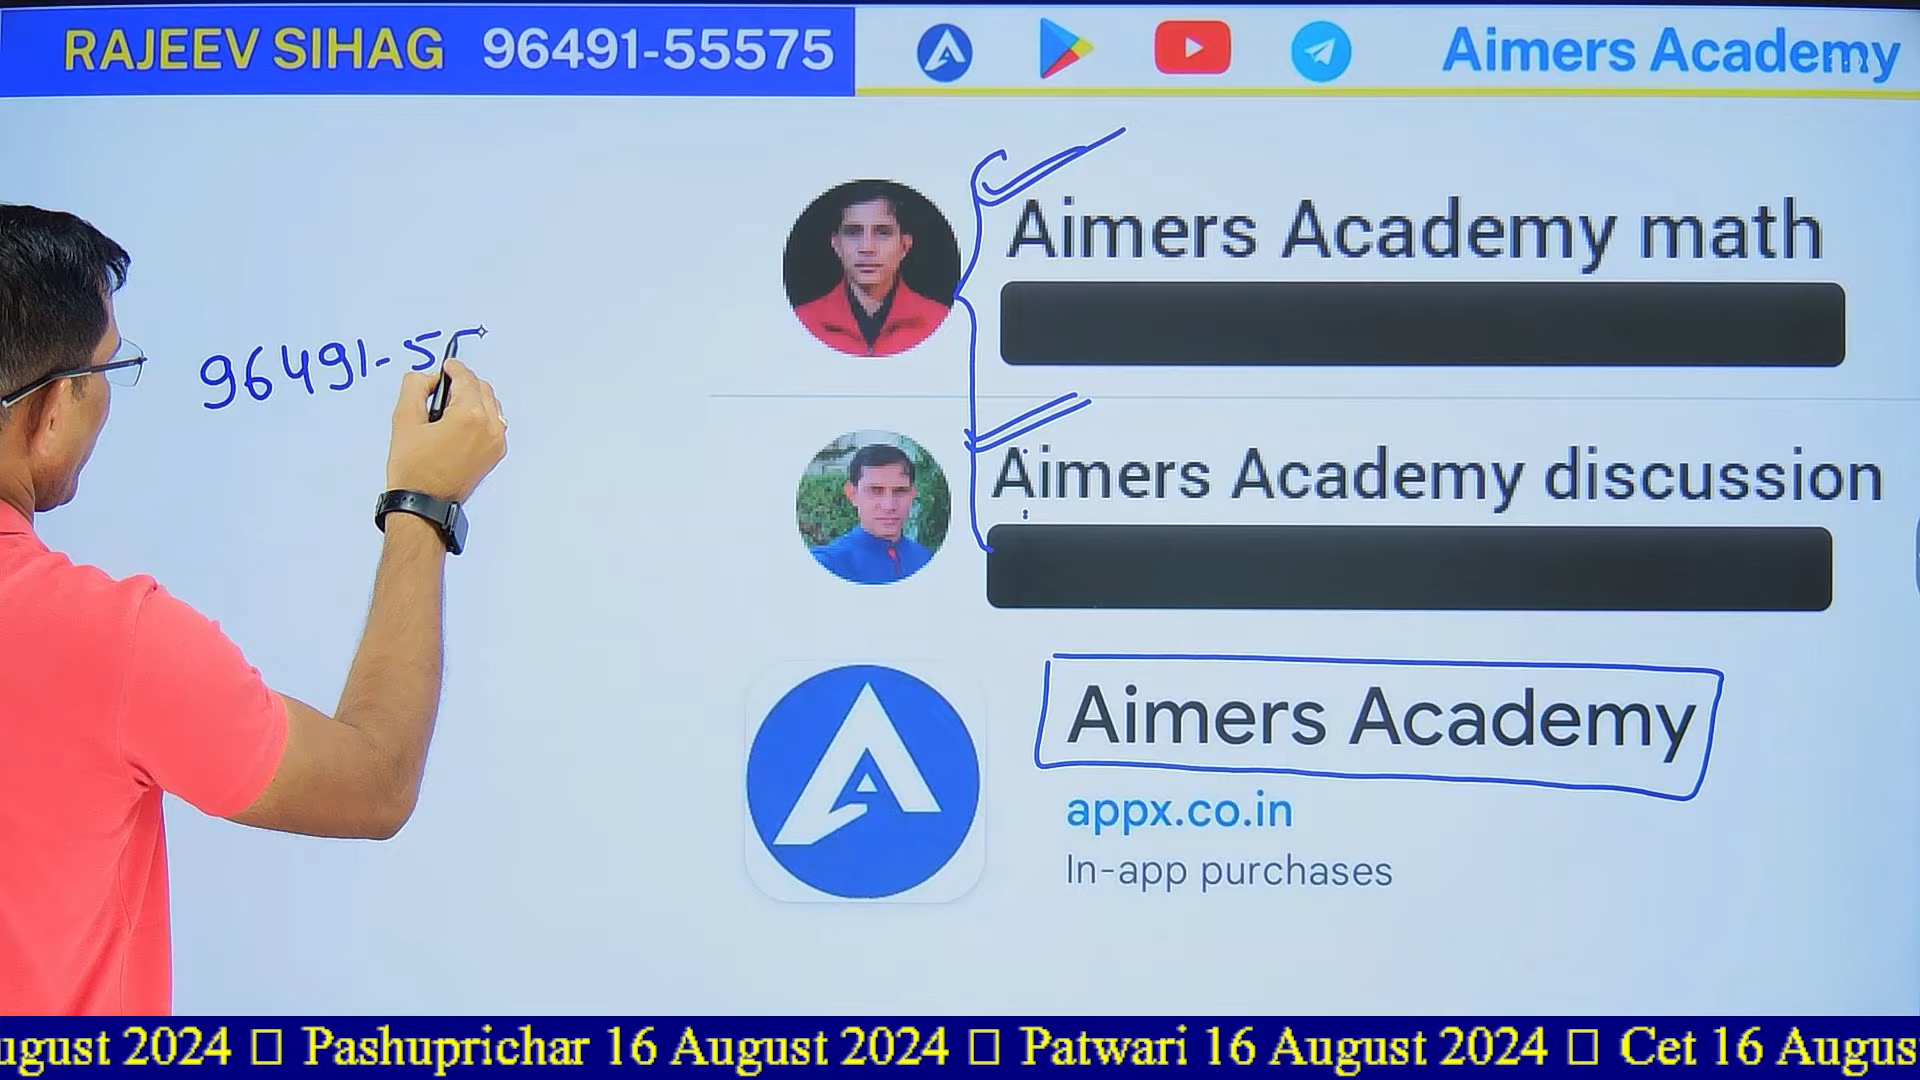 RAJEEV SIHAG 96491-55575 Aimers Academy
Aimers Academy math
96491-55
Aimers Academy discussion
Aimers Academy
appx.co.in
In-app purchases
ugust 2024 □ Pashuprichar 16 August 2024 □ Patwari 16 August 2024 □ Cet 16 Augus